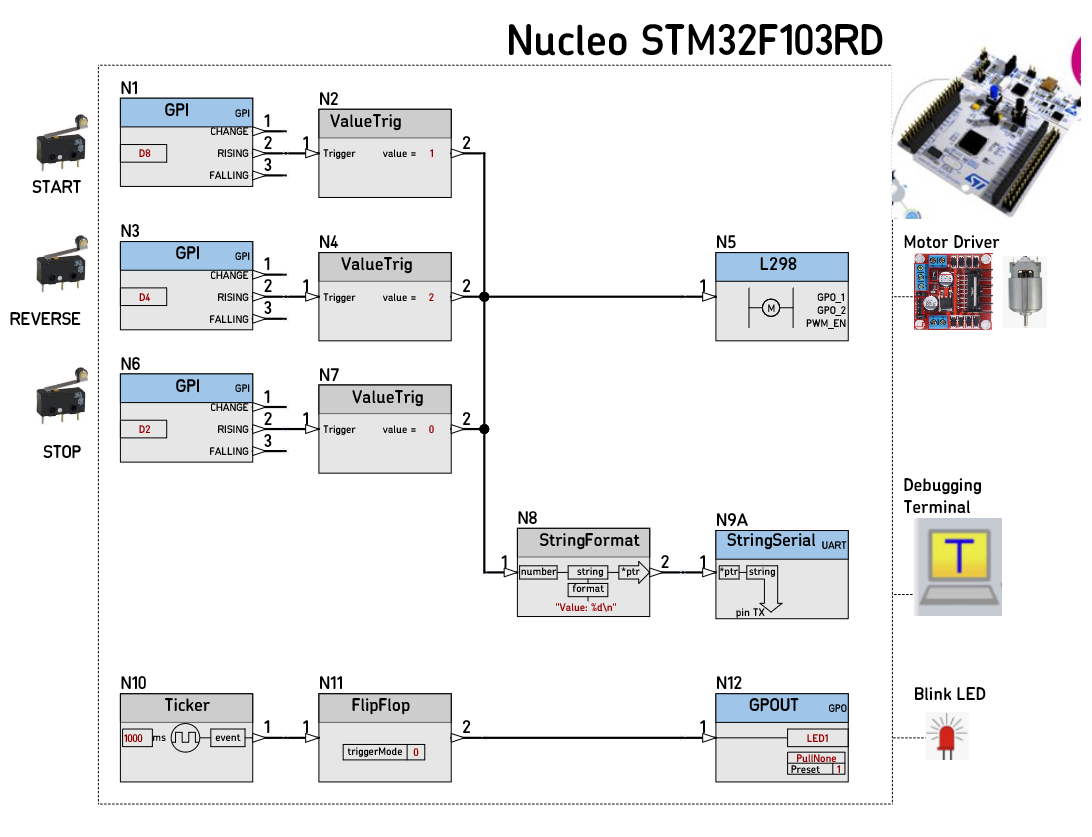 Nucleo STM32F103RD
N1
GPI GPI
CHANGE 1
D8 RISING 2
FALLING 3
N2
ValueTrig
1 Trigger value = 1 2
START
N3
GPI GPI
CHANGE 1
D4 RISING 2
FALLING 3
N4
ValueTrig
1 Trigger value = 2 2
REVERSE
N5
L298
1
M
GPO_1
GPO_2
PWM_EN
Motor Driver
N6
GPI GPI
CHANGE 1
D2 RISING 2
FALLING 3
N7
ValueTrig
1 Trigger value = 0 2
STOP
N8
StringFormat
1 number string *ptr 2
format
"Value: %d\n"
N9A
StringSerial UART
1 *ptr string
pin TX
Debugging
Terminal
T
N10
Ticker
1000 ms event 1
N11
FlipFlop
1 2
triggerMode 0
N12
GPOUT GPO
1 LED1
PullNone
Preset 1
Blink LED